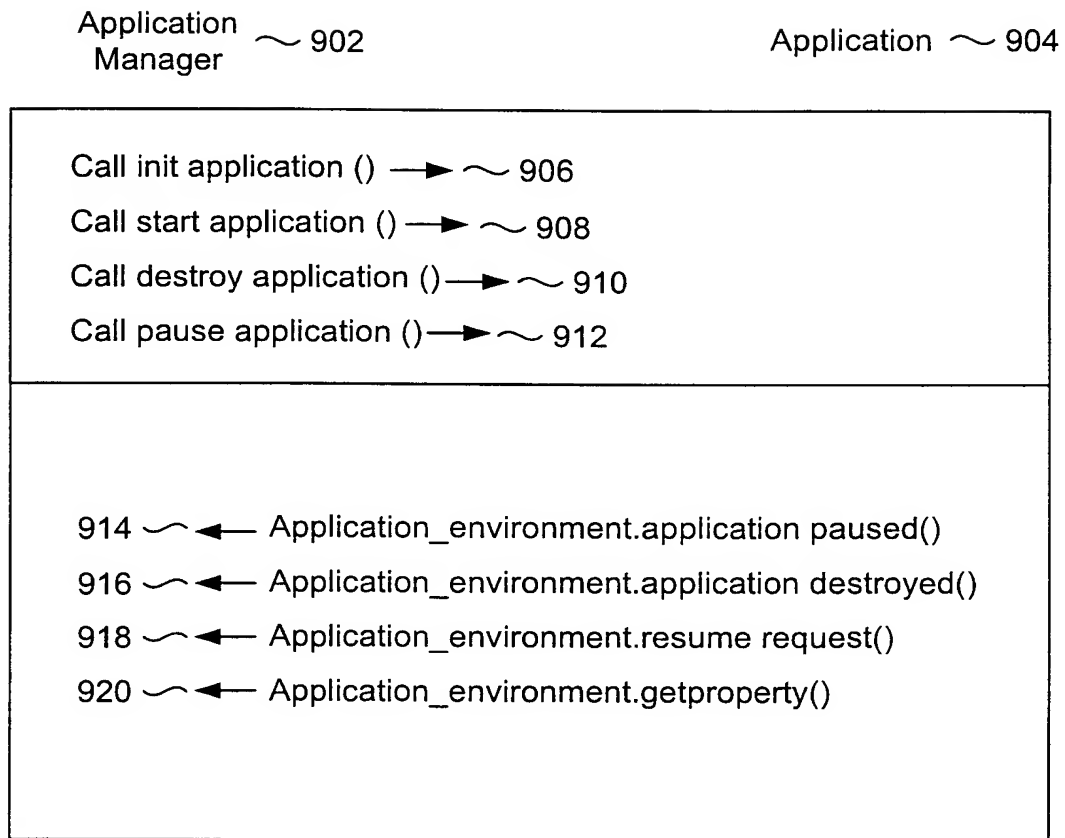 Application
Manager 902
Application 904
Call init application () 906
Call start application () 908
Call destroy application () 910
Call pause application () 912
914 Application_environment.application paused()
916 Application_environment.application destroyed()
918 Application_environment.resume request()
920 Application_environment.getproperty()